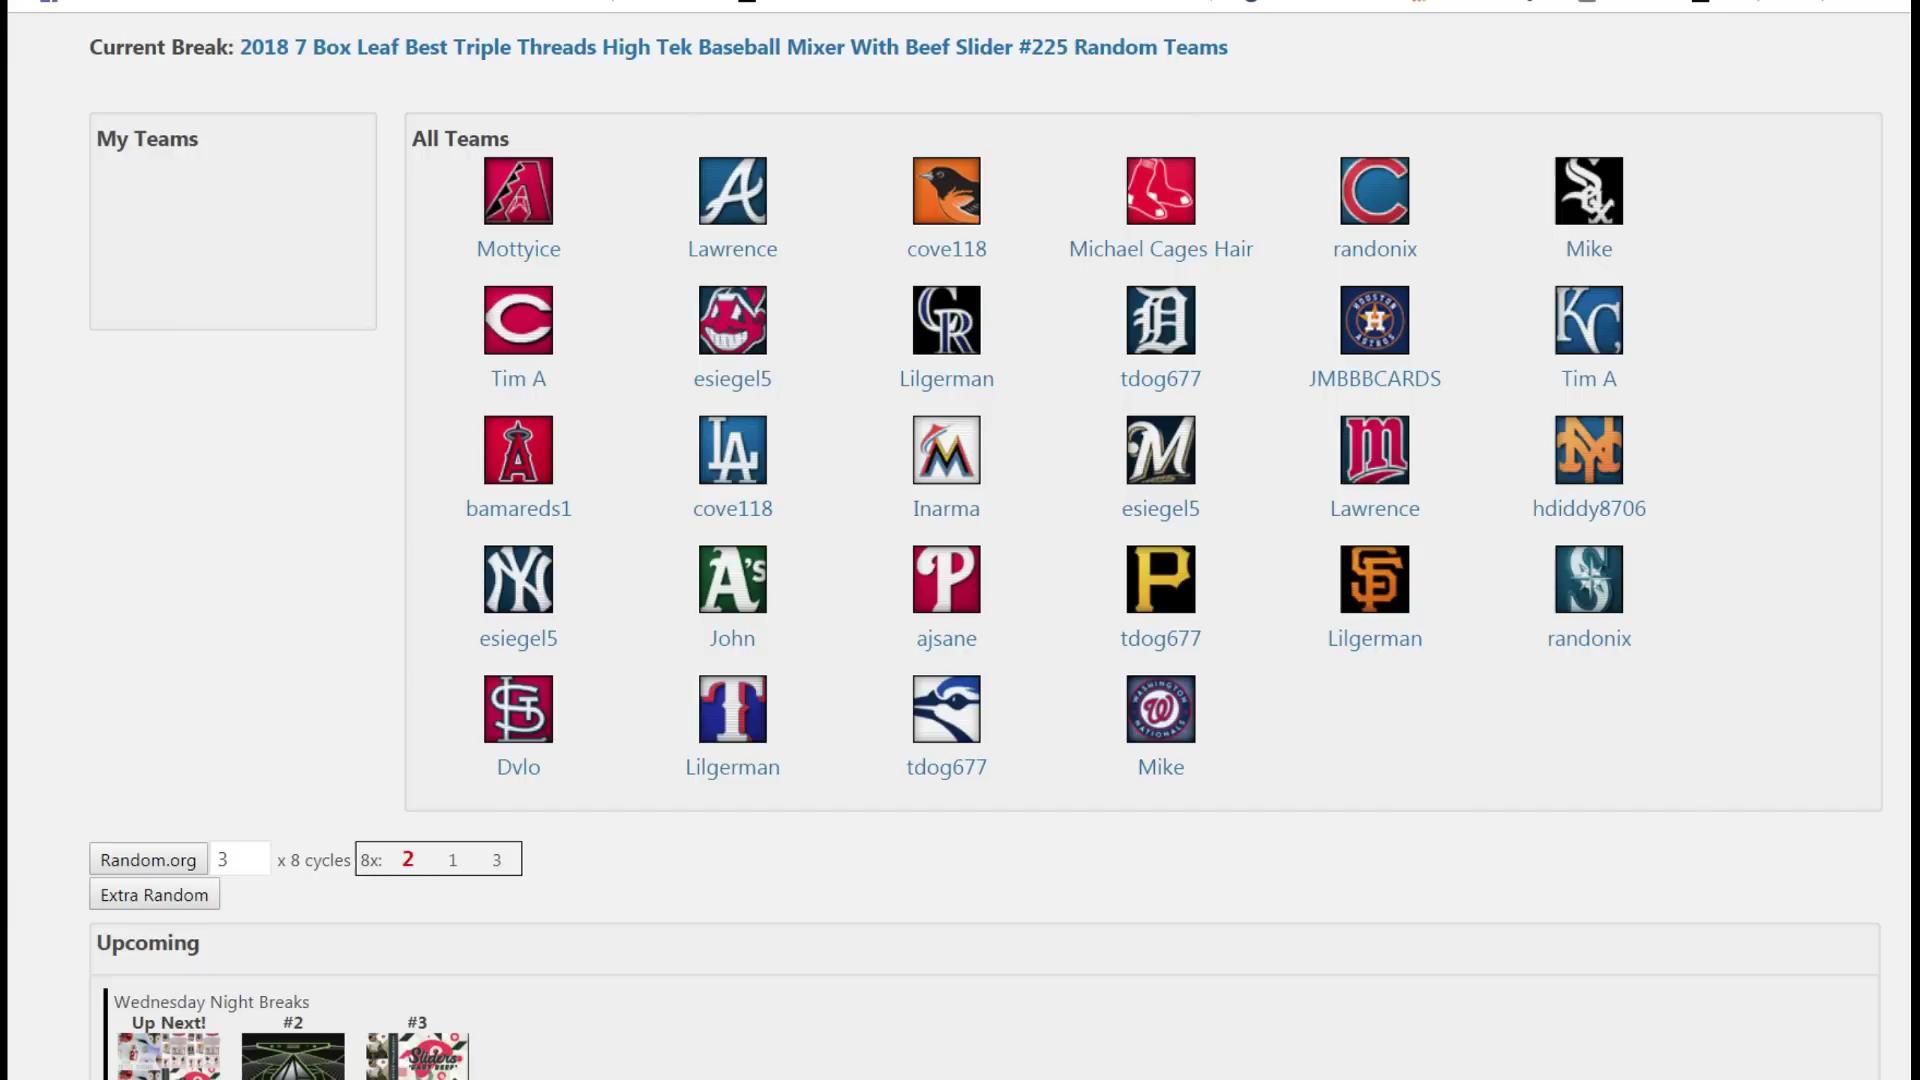 Current Break: 2018 7 Box Leaf Best Triple Threads High Tek Baseball Mixer With Beef Slider #225 Random Teams
My Teams
All Teams
Mottyice Lawrence cove118 Michael Cages Hair randonix Mike
Tim A esiegel5 Lilgerman tdog677 JMBBBCARDS Tim A
bamareds1 cove118 Inarma esiegel5 Lawrence hdiddy8706
esiegel5 John ajsane tdog677 Lilgerman randonix
Dvlo Lilgerman tdog677 Mike
Random.org 3 x 8 cycles 8x: 2 1 3
Extra Random
Upcoming
Wednesday Night Breaks
Up Next! #2 #3
Sliders